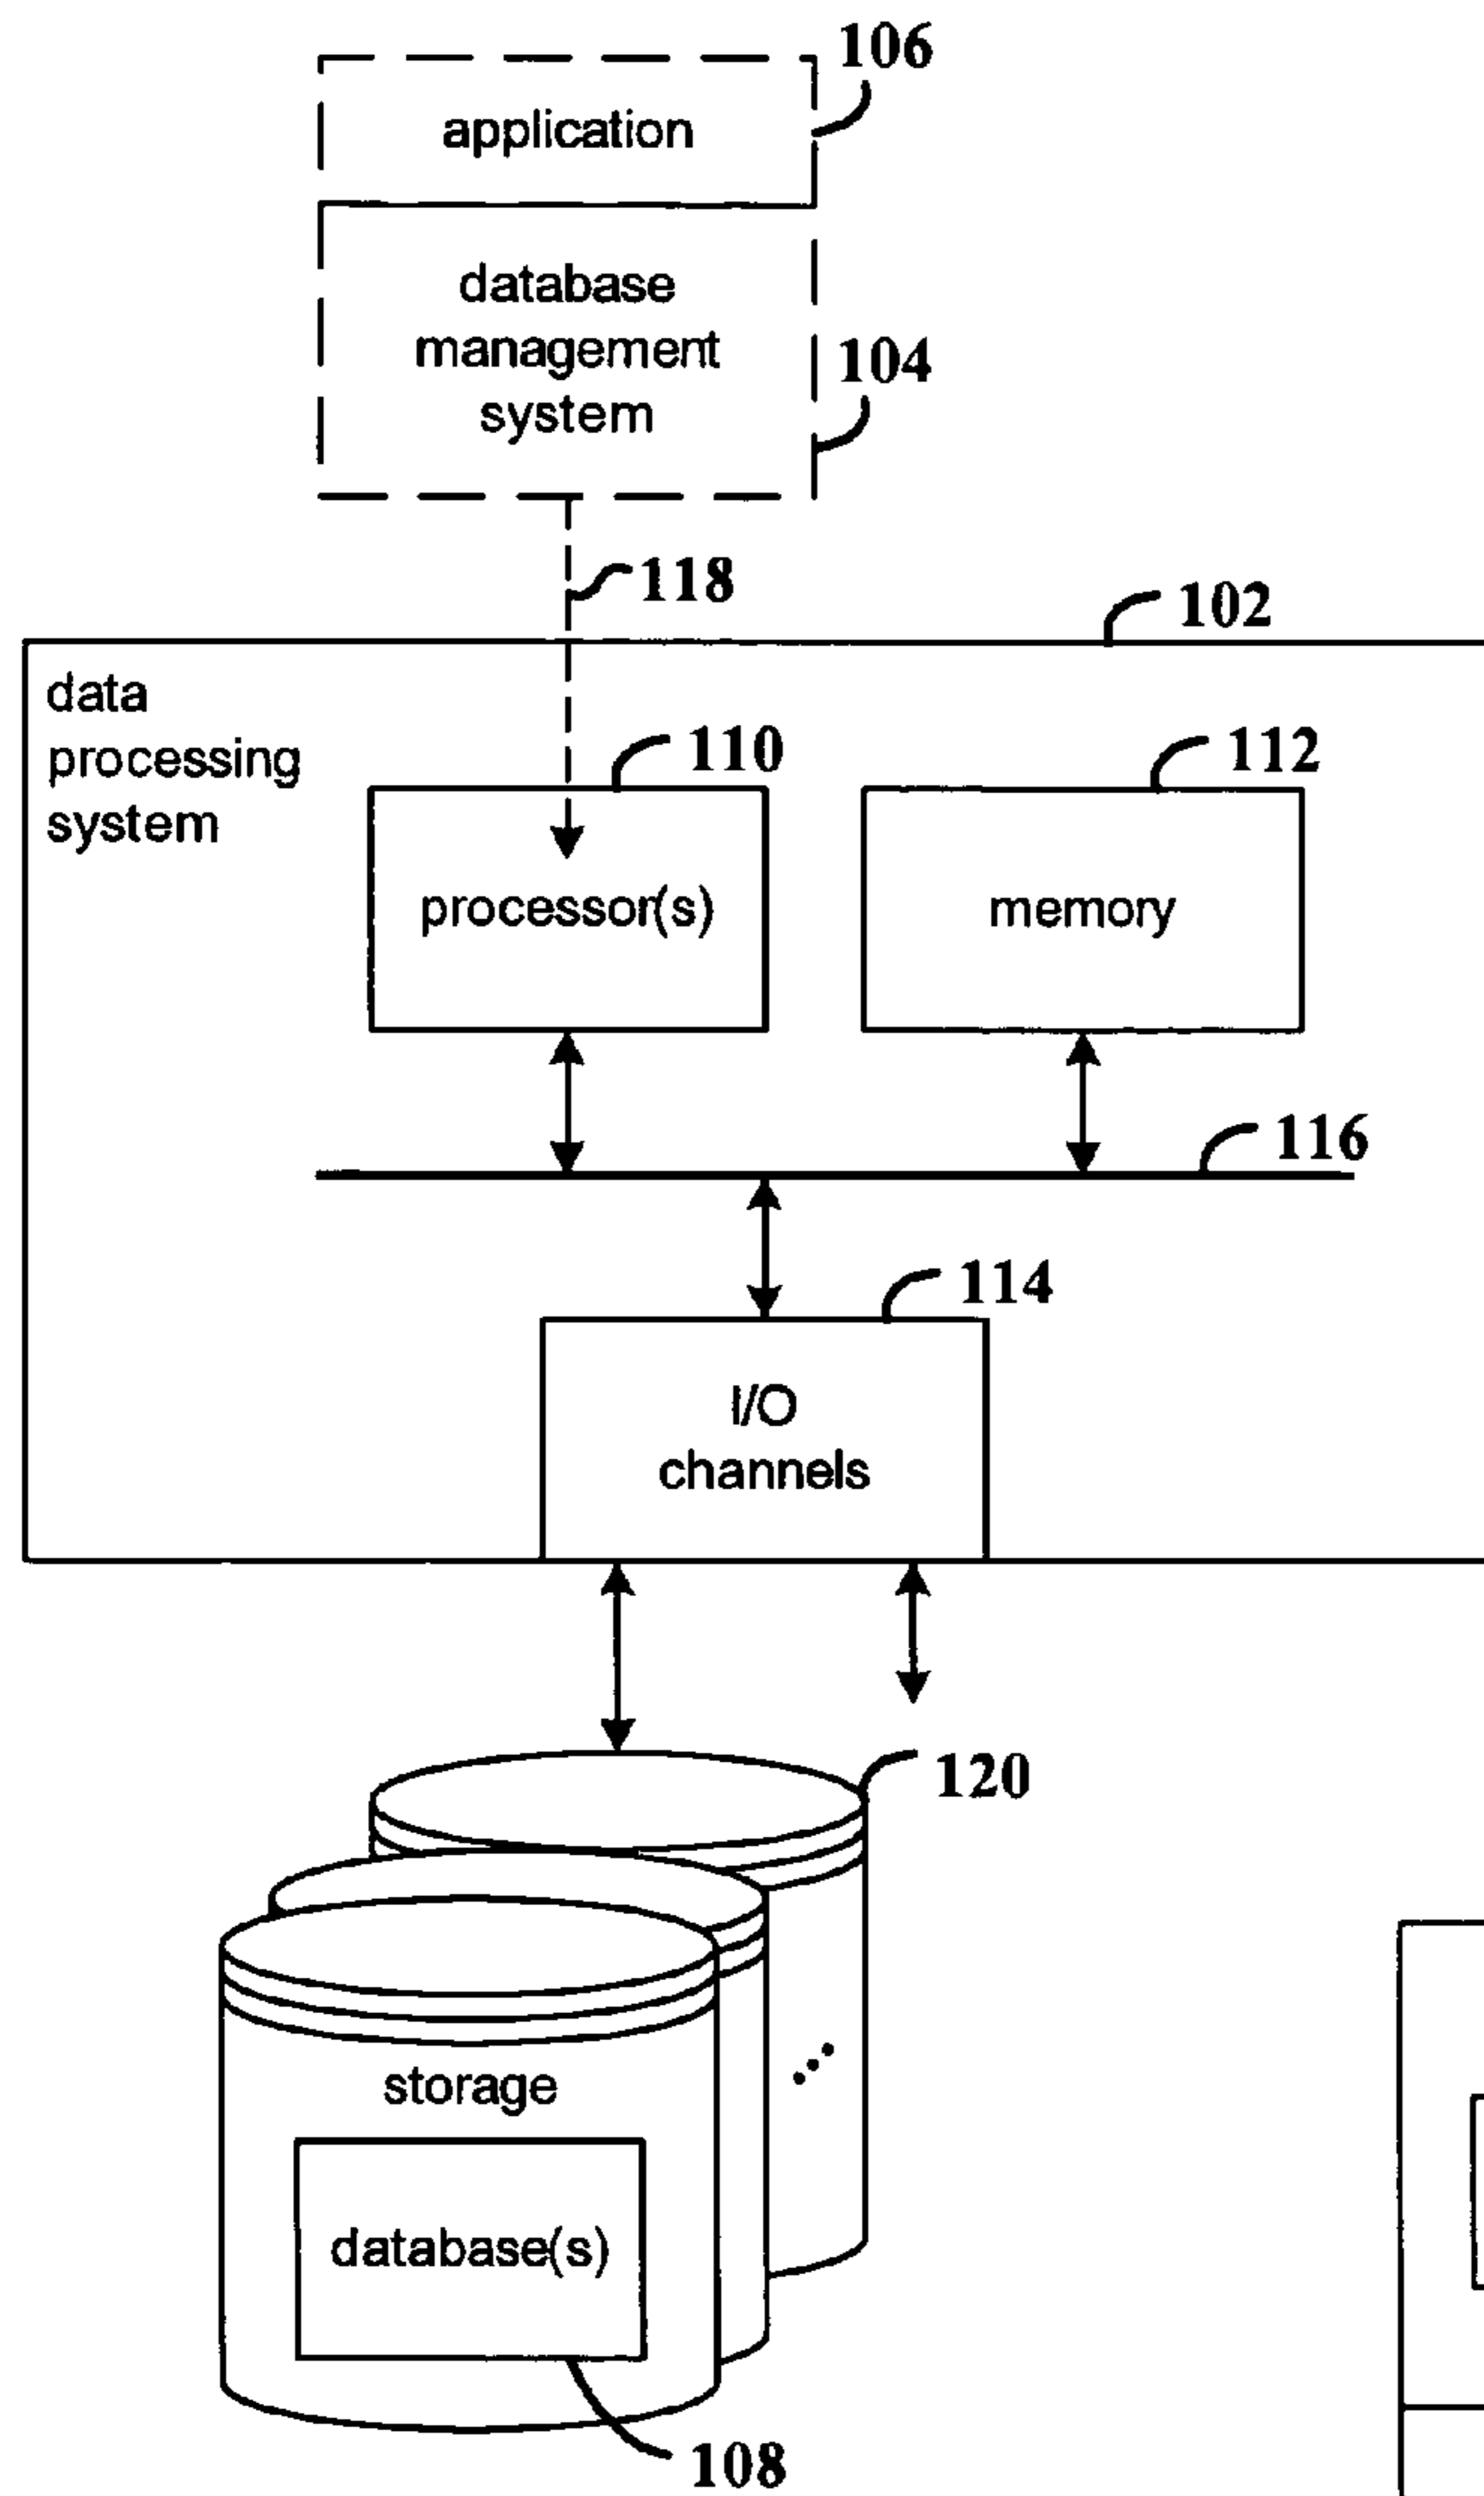 106
application
database
management
system
104
118
102
data
processing
system
110
112
processor(s)
memory
116
114
I/O
channels
120
storage
database(s)
108